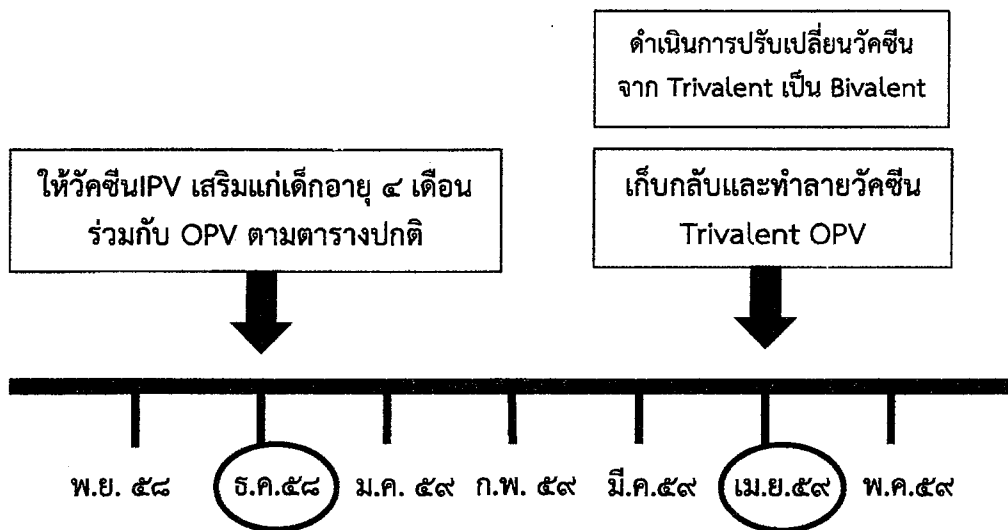 ดำเนินการปรับเปลี่ยนวัคซีน
จาก Trivalent เป็น Bivalent
ให้วัคซีนIPV เสริมแก่เด็กอายุ ๔ เดือน
ร่วมกับ OPV ตามตารางปกติ
เก็บกลับและทำลายวัคซีน
Trivalent OPV
พ.ย. ๕๘ ธ.ค.๕๘ ม.ค. ๕๙ ก.พ. ๕๙ มี.ค.๕๙ เม.ย.๕๙ พ.ค.๕๙